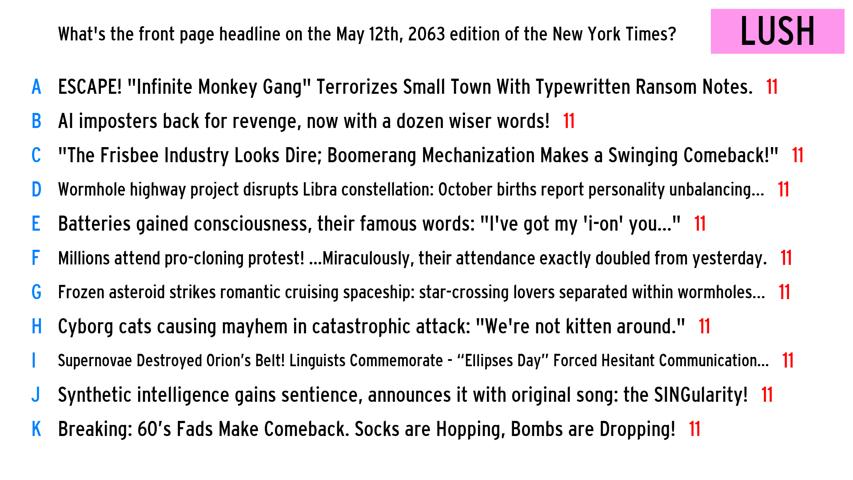 What's the front page headline on the May 12th, 2063 edition of the New York Times?
LUSH
A ESCAPE! "Infinite Monkey Gang" Terrorizes Small Town With Typewritten Ransom Notes. 11
B AI imposters back for revenge, now with a dozen wiser words! 11
C "The Frisbee Industry Looks Dire; Boomerang Mechanization Makes a Swinging Comeback!" 11
D Wormhole highway project disrupts Libra constellation: October births report personality unbalancing... 11
E Batteries gained consciousness, their famous words: "I've got my 'i-on' you..." 11
F Millions attend pro-cloning protest! ...Miraculously, their attendance exactly doubled from yesterday. 11
G Frozen asteroid strikes romantic cruising spaceship: star-crossing lovers separated within wormholes... 11
H Cyborg cats causing mayhem in catastrophic attack: "We're not kitten around." 11
I Supernovae Destroyed Orion’s Belt! Linguists Commemorate - “Ellipses Day” Forced Hesitant Communication... 11
J Synthetic intelligence gains sentience, announces it with original song: the SINGularity! 11
K Breaking: 60’s Fads Make Comeback. Socks are Hopping, Bombs are Dropping! 11